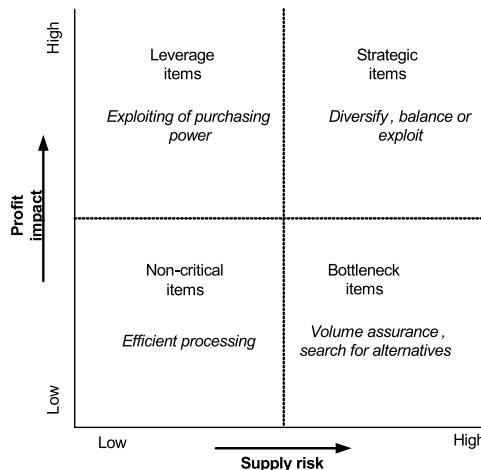 High
Leverage
items
Strategic
items
Exploiting of purchasing
power
Diversify , balance or
exploit
Profit
impact
Non-critical
items
Bottleneck
items
Efficient processing
Volume assurance ,
search for alternatives
Low
Low
High
Supply risk